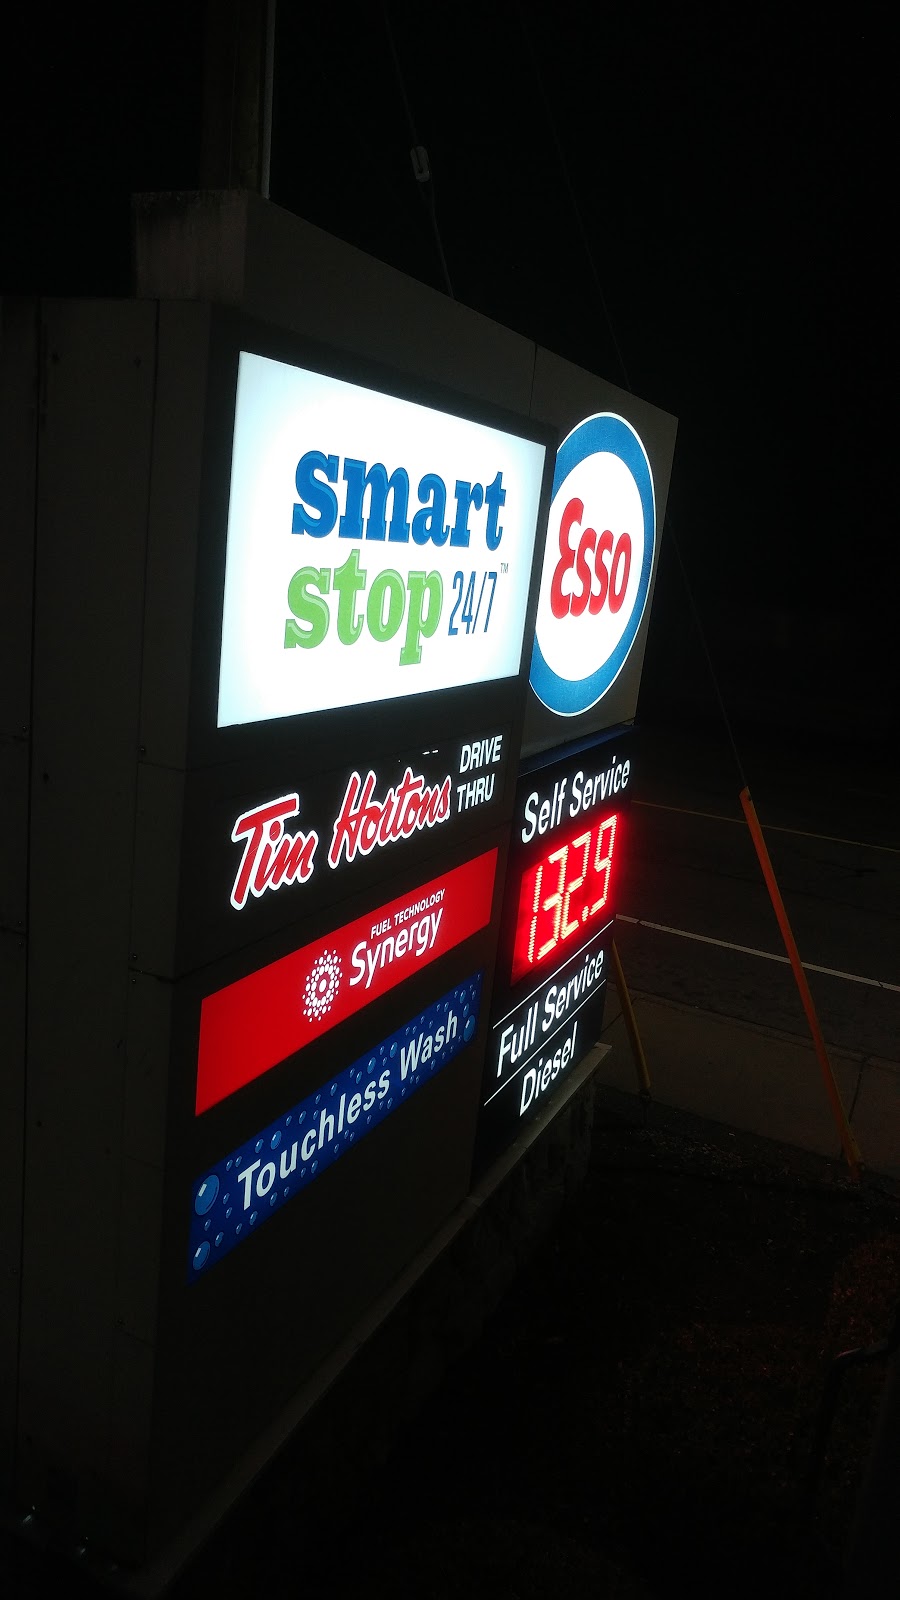 smart
stop 24/7™
Esso
Tim Hortons DRIVE
THRU
FUEL TECHNOLOGY
Synergy
Touchless Wash
Self Service
132.9
Full Service
Diesel